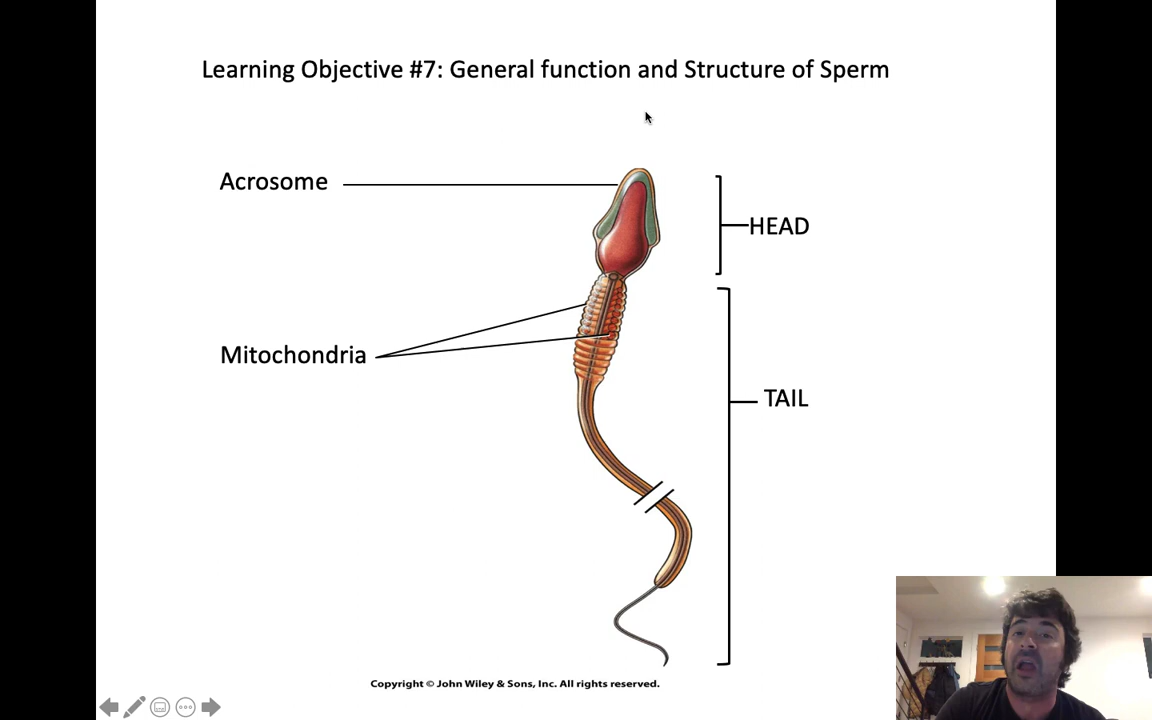 Learning Objective #7: General function and Structure of Sperm
Acrosome
HEAD
Mitochondria
TAIL
Copyright © John Wiley & Sons, Inc. All rights reserved.